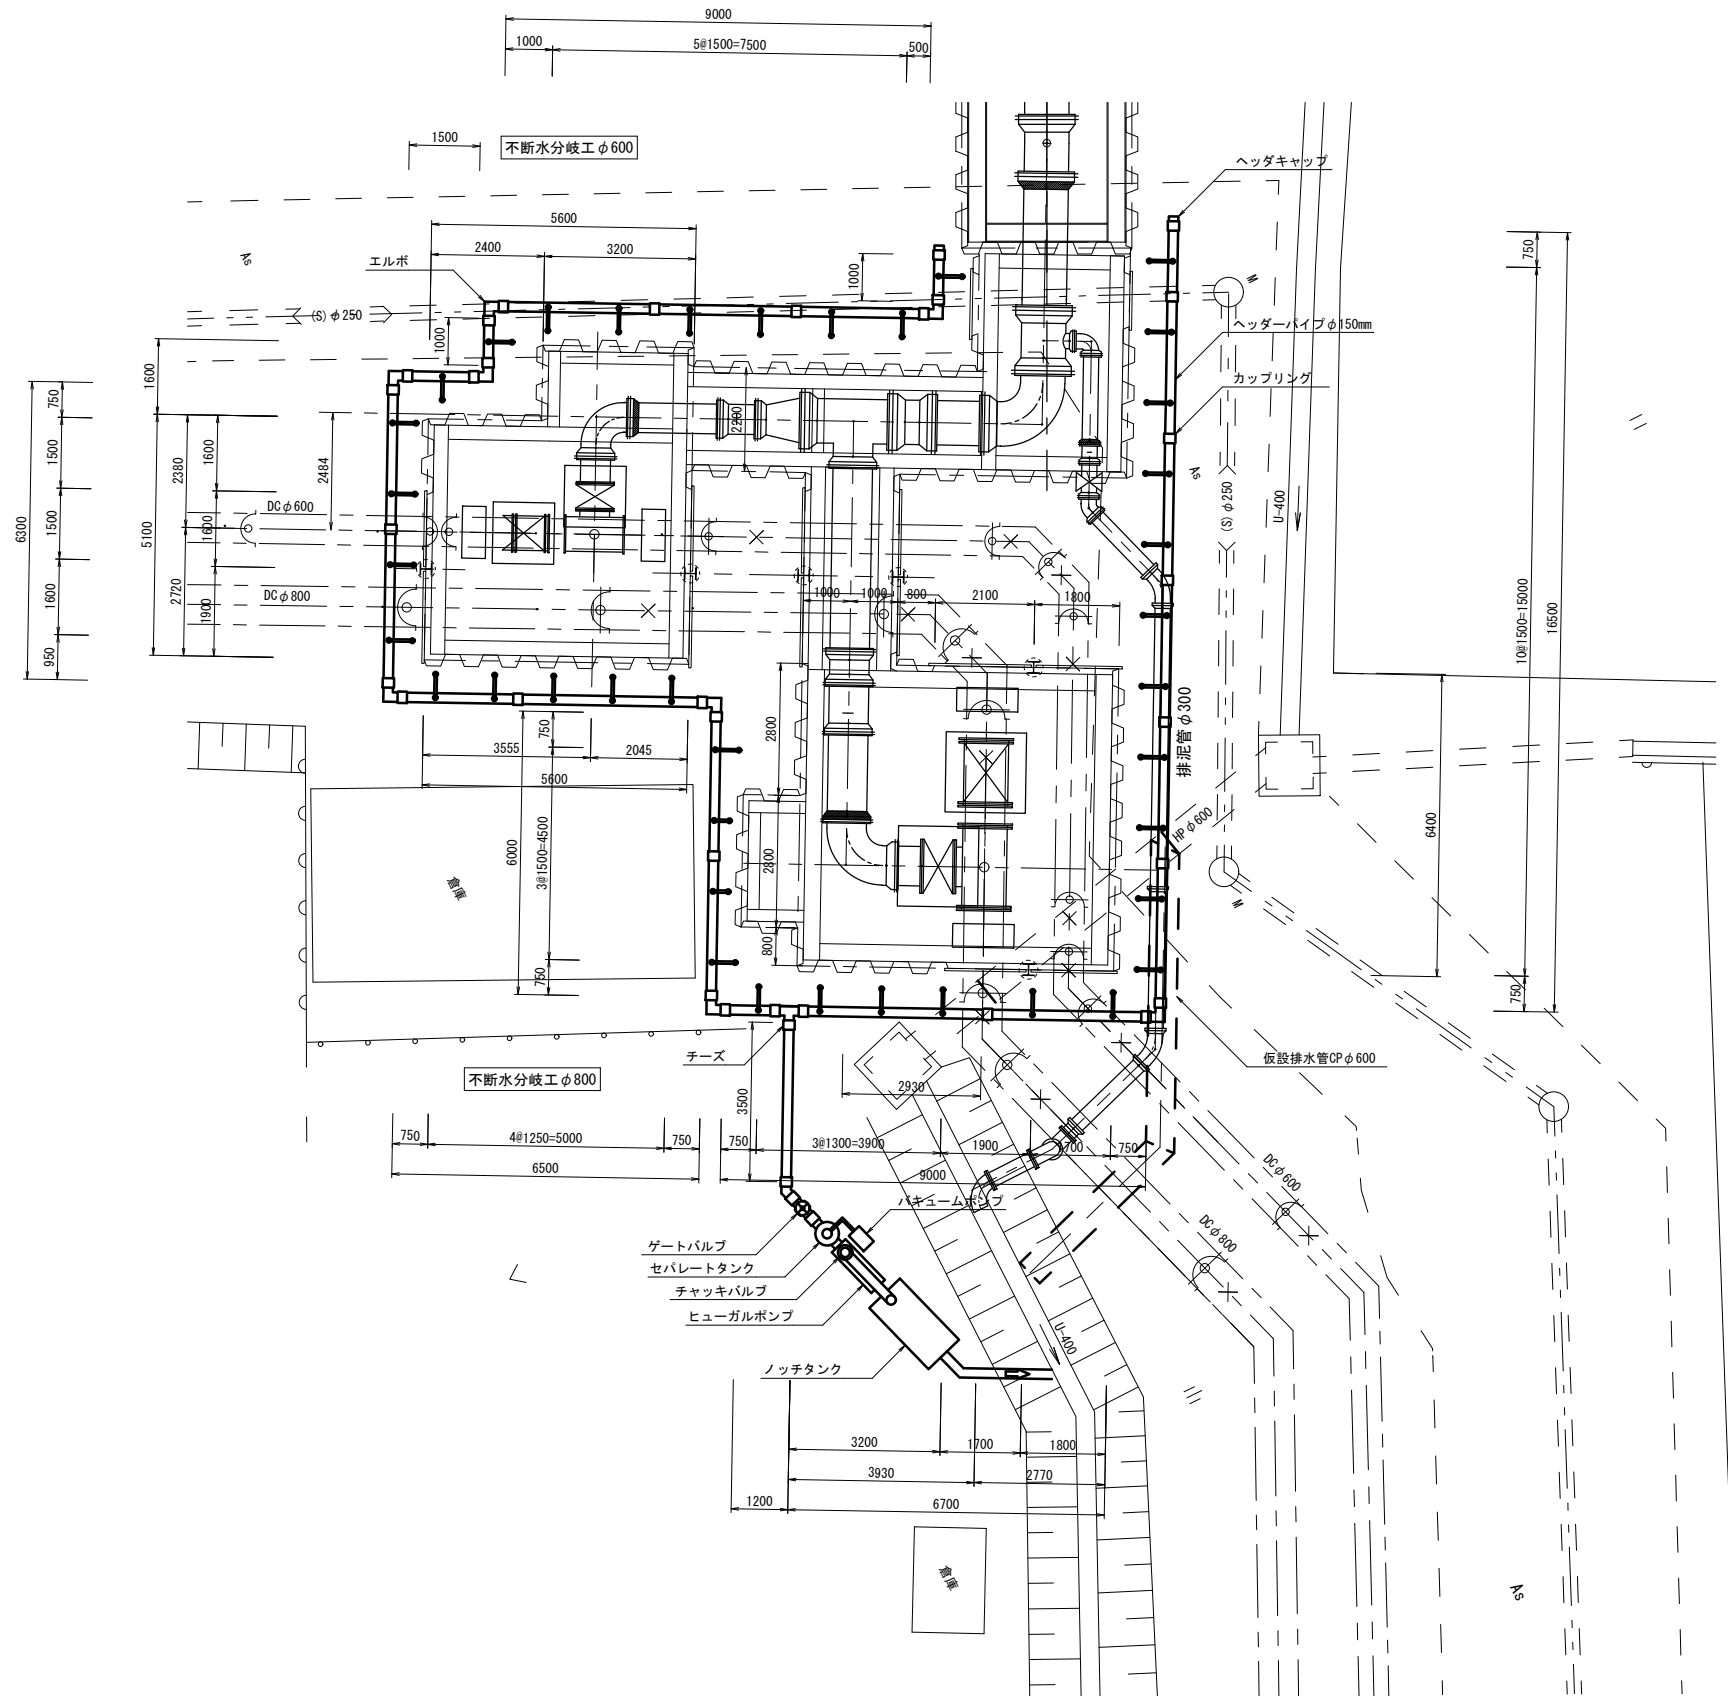 9000
1000
5@1500=7500
500
1500
不断水分岐工φ600
ヘッダキャップ
5600
2400
3200
As
エルボ
1000
750
M
(S)φ250
1000
ヘッダーパイプφ150mm
カップリング
1600
750
2200
2380
1600
2484
1500
As
(S)φ250
U-400
DCφ600
6300
5100
1600
1500
DCφ800
2720
1900
1600
950
1000
1000
800
2100
1800
10@1500=15000
16500
排泥管φ300
2800
750
3555
2045
5600
HPφ600
6400
6000
3@1500=4500
2800
倉庫
M
800
750
750
チーズ
仮設排水管CPφ600
不断水分岐工φ800
3500
2930
750
4@1250=5000
750
750
3@1300=3900
1900
1700
750
6500
9000
DCφ600
バキュームポンプ
DCφ800
ゲートバルブ
セパレートタンク
チャッキバルブ
ヒューガルポンプ
U-400
ノッチタンク
3200
1700
1800
3930
2770
1200
6700
倉庫
As